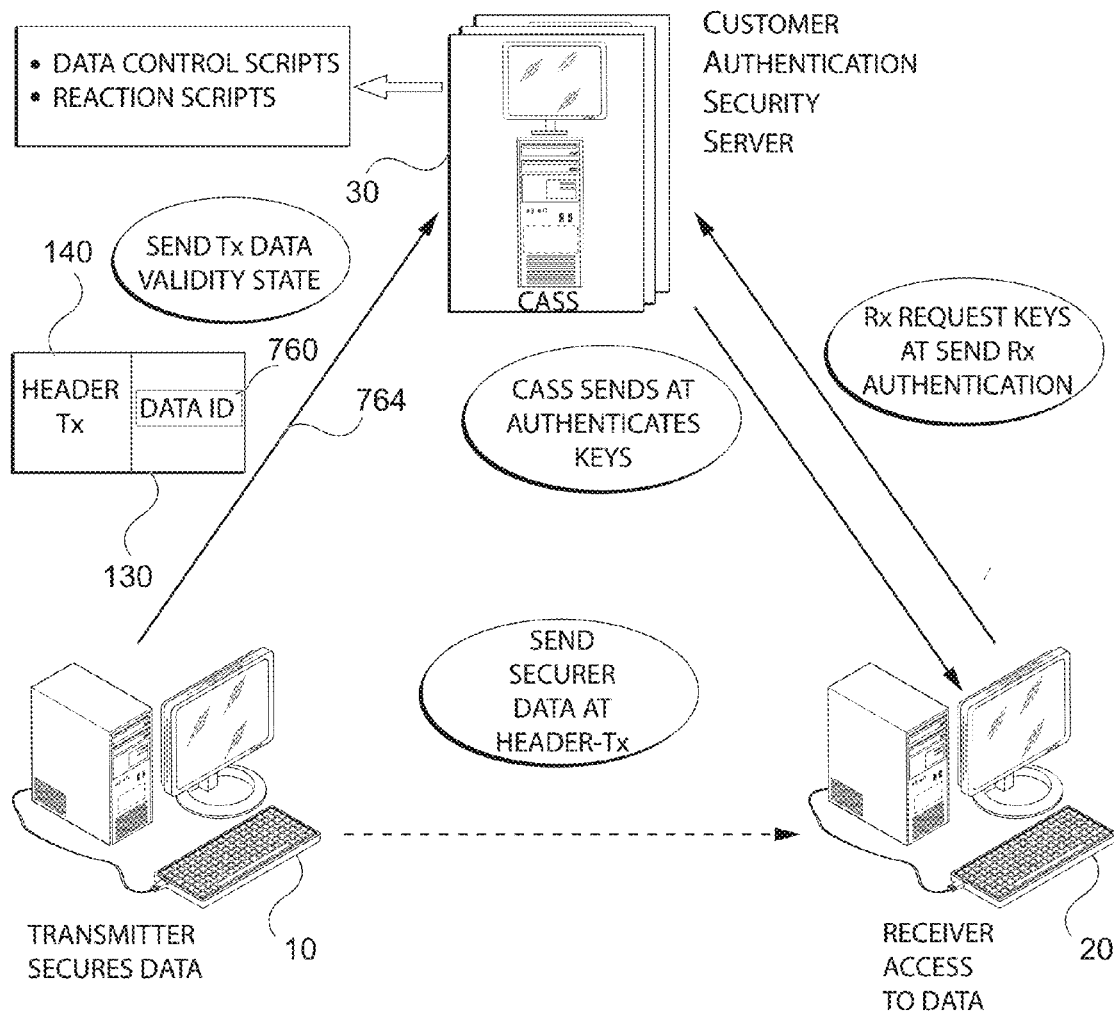 • DATA CONTROL SCRIPTS
• REACTION SCRIPTS
CUSTOMER
AUTHENTICATION
SECURITY
SERVER
30
CASS
SEND Tx DATA
VALIDITY STATE
140
760
HEADER
Tx
DATA ID
764
130
CASS SENDS AT
AUTHENTICATES
KEYS
Rx REQUEST KEYS
AT SEND Rx
AUTHENTICATION
SEND
SECURER
DATA AT
HEADER-Tx
10
TRANSMITTER
SECURES DATA
20
RECEIVER
ACCESS
TO DATA